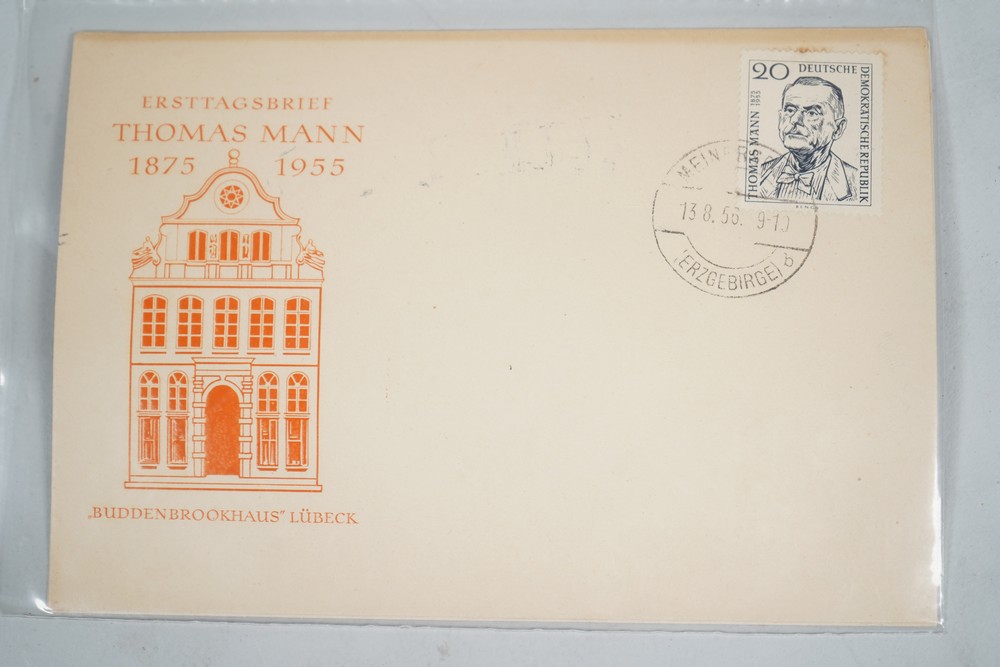 ERSTTAGSBRIEF
THOMAS MANN
1875 1955
„BUDDENBROOKHAUS" LÜBECK
20 DEUTSCHE
DEMOKRATISCHE REPUBLIK
THOMAS MANN 1875 1955
13.8.56. 9-10
(ERZGEBIRGE) b